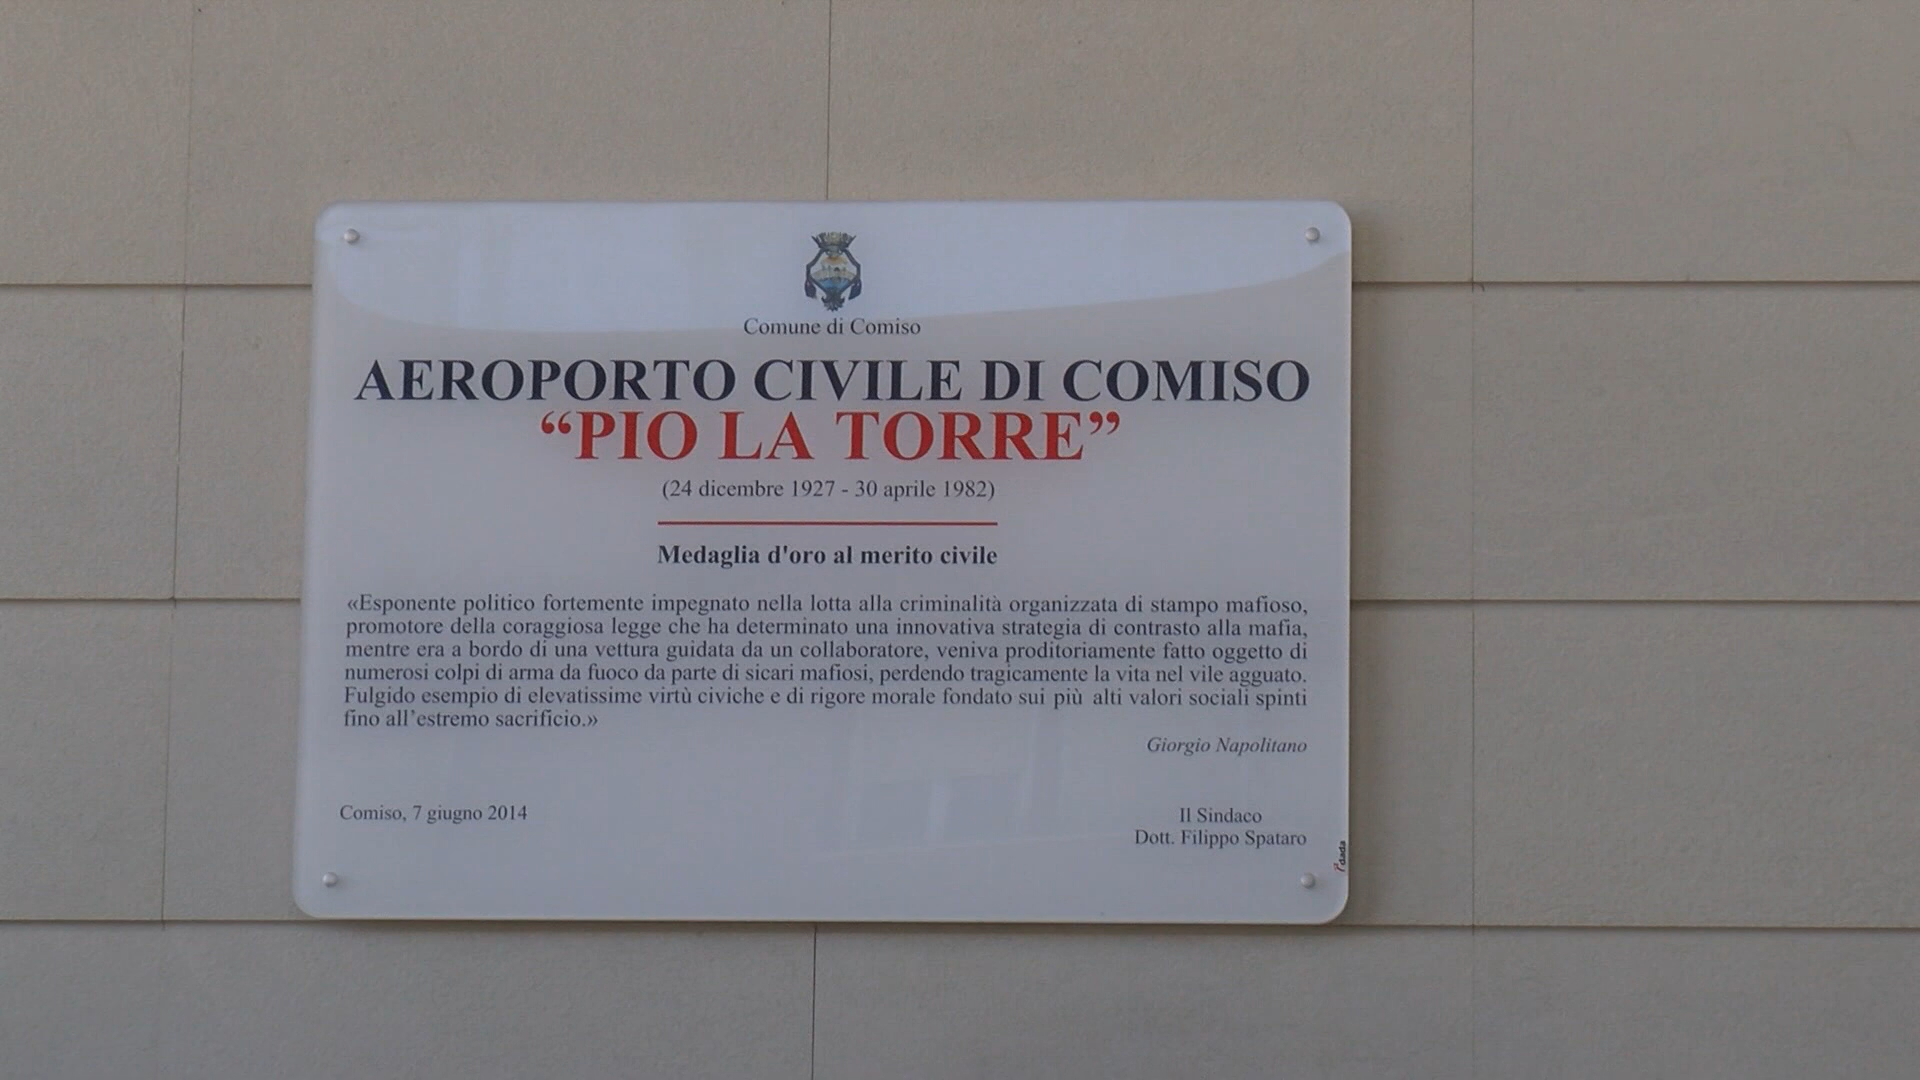 Comune di Comiso
AEROPORTO CIVILE DI COMISO
“PIO LA TORRE”
(24 dicembre 1927 - 30 aprile 1982)
Medaglia d'oro al merito civile
«Esponente politico fortemente impegnato nella lotta alla criminalità organizzata di stampo mafioso,
promotore della coraggiosa legge che ha determinato una innovativa strategia di contrasto alla mafia,
mentre era a bordo di una vettura guidata da un collaboratore, veniva proditoriamente fatto oggetto di
numerosi colpi di arma da fuoco da parte di sicari mafiosi, perdendo tragicamente la vita nel vile agguato.
Fulgido esempio di elevatissime virtù civiche e di rigore morale fondato sui più alti valori sociali spinti
fino all’estremo sacrificio.»
Giorgio Napolitano
Comiso, 7 giugno 2014
Il Sindaco
Dott. Filippo Spataro
dada